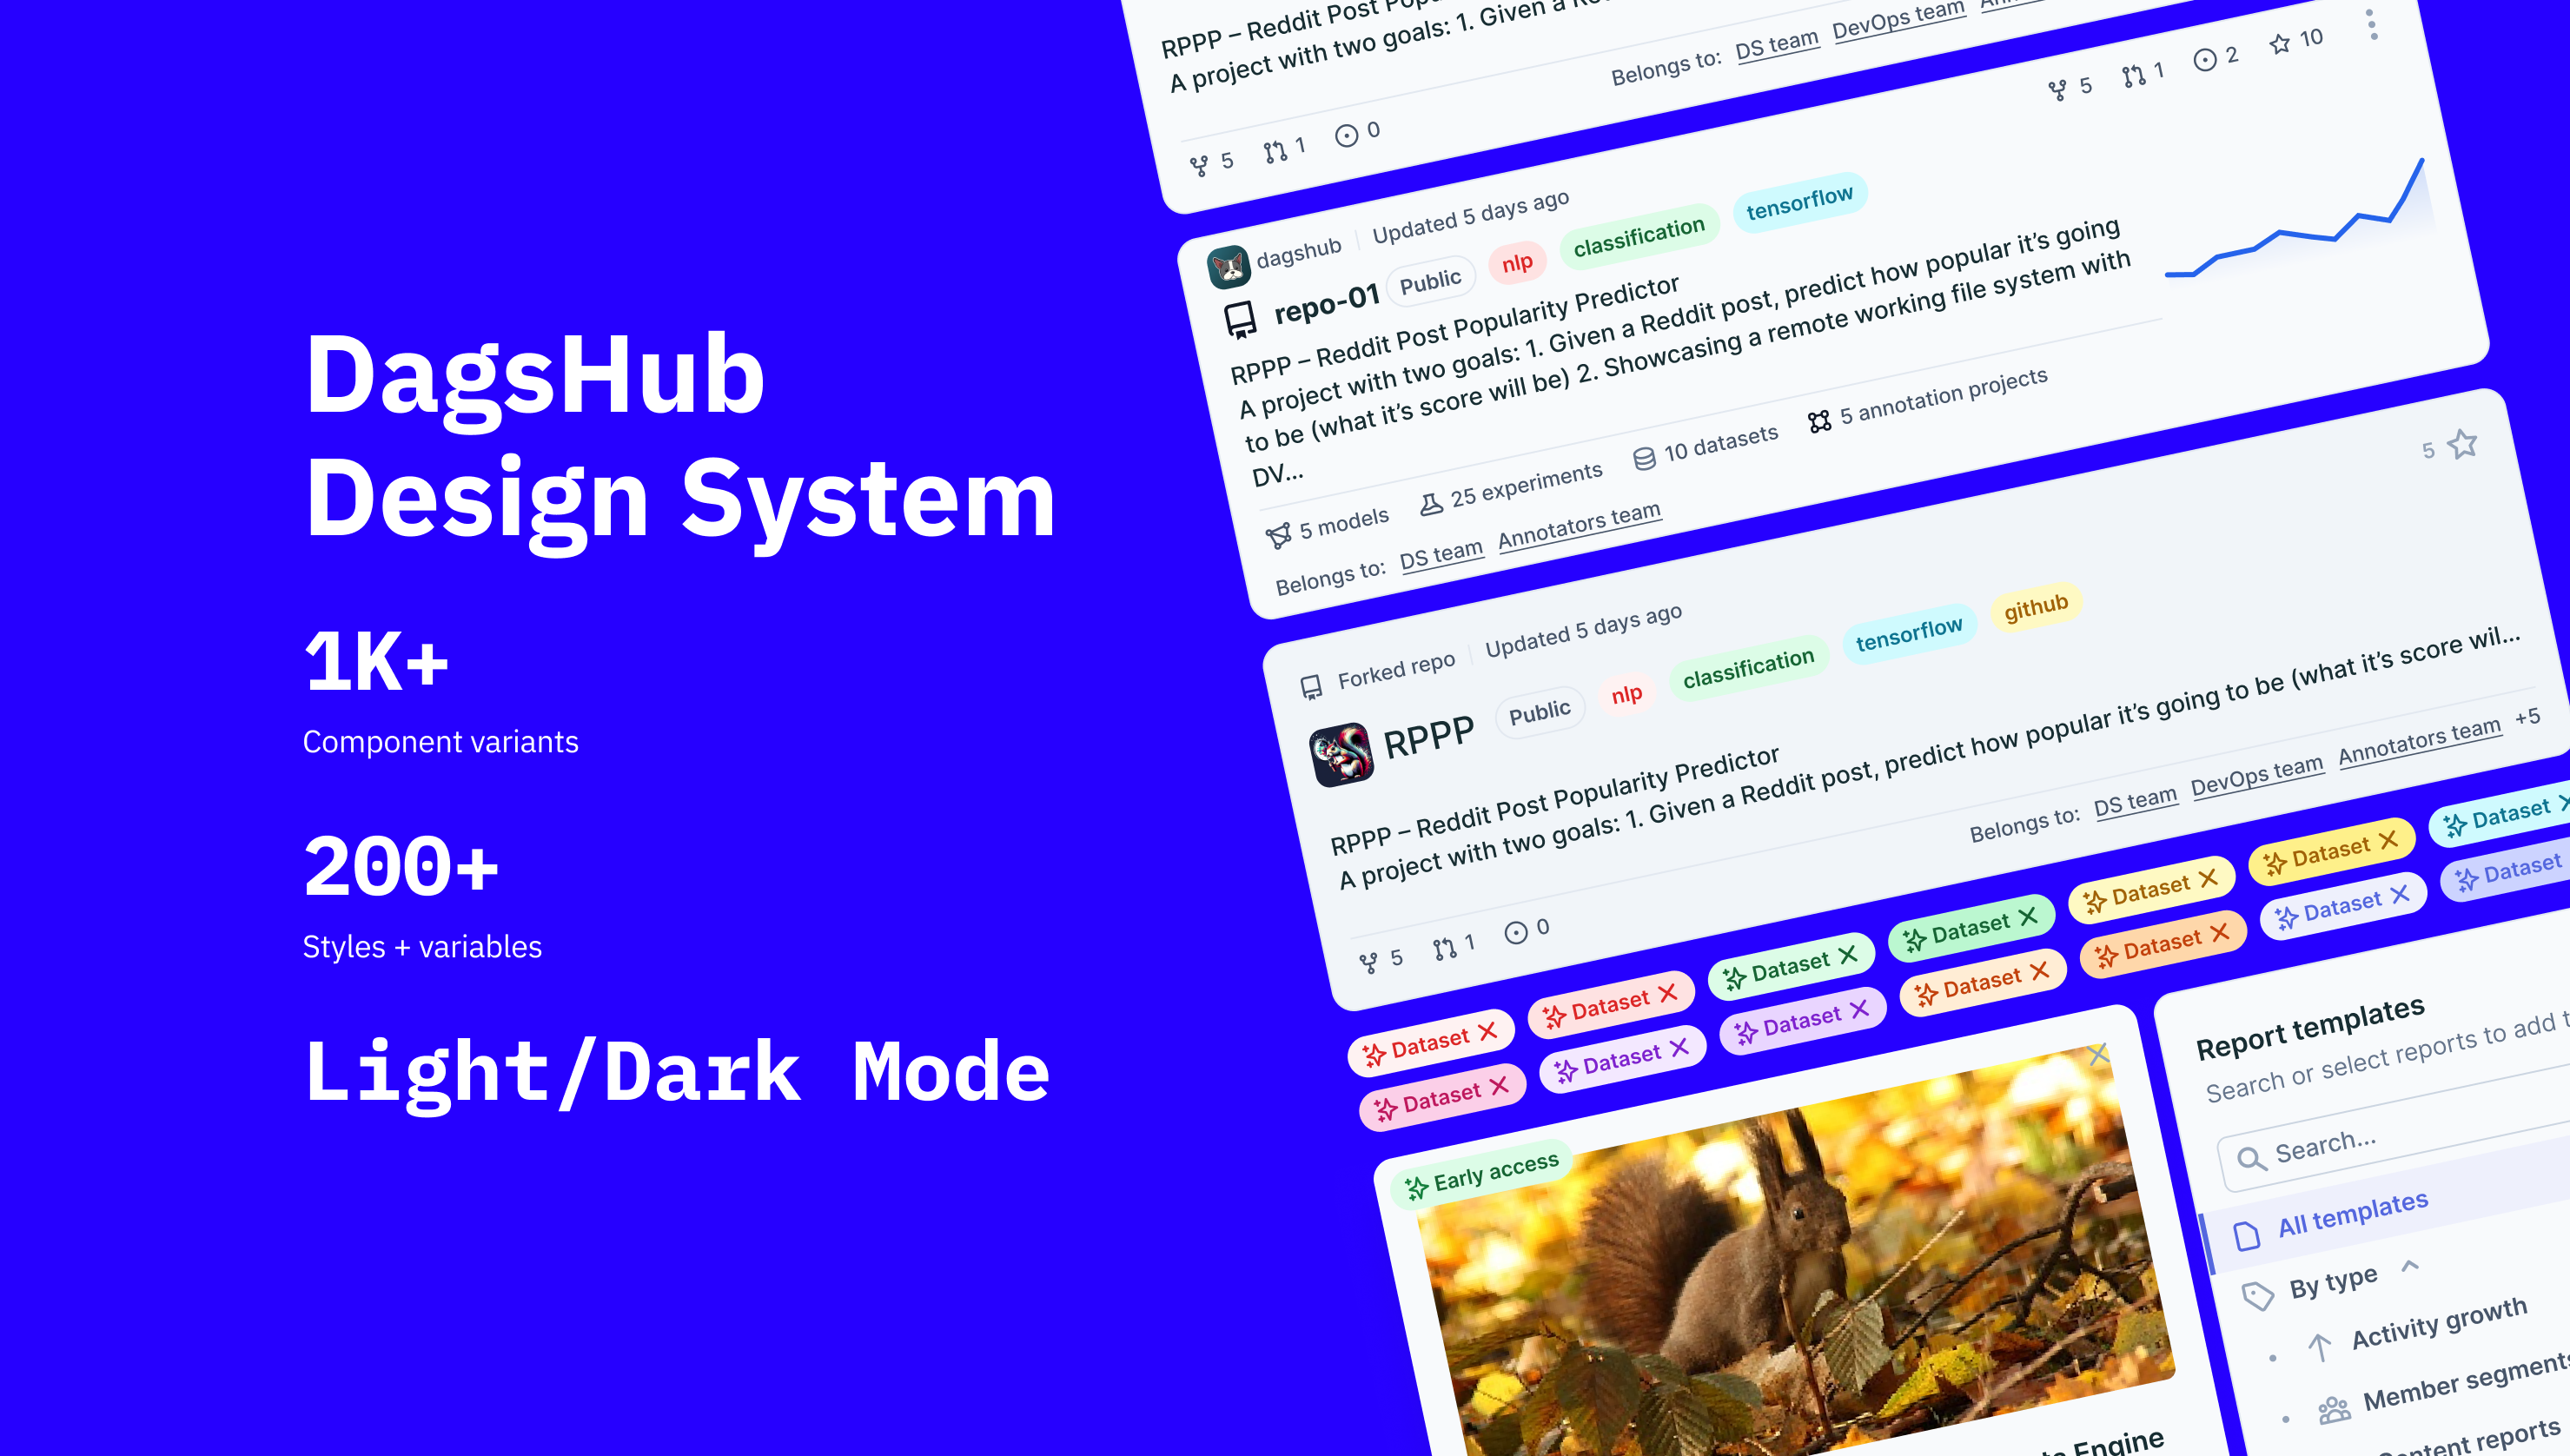 DagsHub
Design System
1K+
Component variants
200+
Styles + variables
Light/Dark Mode
RPPP – Reddit Post
A project with two goals: 1. Given a
Belongs to: DS team DevOps team
5 1 0
5 1 2 10
dagshub Updated 5 days ago
repo-01 Public nlp classification tensorflow
RPPP – Reddit Post Popularity Predictor
A project with two goals: 1. Given a Reddit post, predict how popular it’s going
to be (what it’s score will be) 2. Showcasing a remote working file system with
DV...
5 models 25 experiments 10 datasets 5 annotation projects
Belongs to: DS team Annotators team
5
Forked repo Updated 5 days ago
RPPP Public nlp classification tensorflow github
RPPP – Reddit Post Popularity Predictor
A project with two goals: 1. Given a Reddit post, predict how popular it’s going to be (what it’s score wil...
Belongs to: DS team DevOps team Annotators team +5
5 1 0
Dataset Dataset Dataset Dataset Dataset Dataset Dataset
Dataset Dataset Dataset Dataset Dataset Dataset Dataset
Early access
Engine
Report templates
Search or select reports to add
Search...
All templates
By type
Activity growth
Member segments
reports